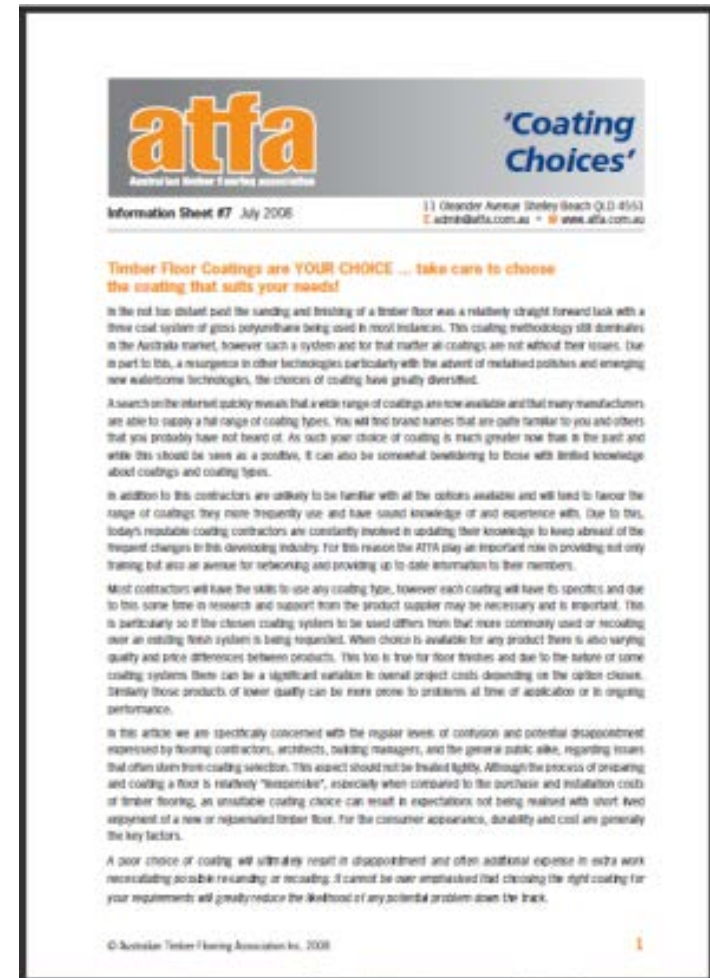 atfa
Australian timber flooring association
'Coating
Choices'
Information Sheet #7 July 2008
11 Oleander Avenue Shelley Beach QLD 4551
E admin@atfa.com.au • W www.atfa.com.au
Timber Floor Coatings are YOUR CHOICE ... take care to choose
the coating that suits your needs!
In the not too distant past the sanding and finishing of a timber floor was a relatively straight forward task with a
three coat system of gloss polyurethane being used in most instances. This coating methodology still dominates
in the Australia market, however such a system and for that matter all coatings are not without their issues. Due
in part to this, a resurgence in other technologies particularly with the advent of metalised polishes and emerging
new waterborne technologies, the choices of coating have greatly diversified.
A search on the internet quickly reveals that a wide range of coatings are now available and that many manufacturers
are able to supply a full range of coating types. You will find brand names that are quite familiar to you and others
that you probably have not heard of. As such your choice of coating is much greater now than in the past and
while this should be seen as a positive, it can also be somewhat bewildering to those with limited knowledge
about coatings and coating types.
In addition to this contractors are unlikely to be familiar with all the options available and will tend to favour the
range of coatings they more frequently use and have sound knowledge of and experience with. Due to this,
today's reputable coating contractors are constantly involved in updating their knowledge to keep abreast of the
frequent changes in this developing industry. For this reason the ATFA play an important role in providing not only
training but also an avenue for networking and providing up to date information to their members.
Most contractors will have the skills to use any coating type, however each coating will have its specifics and due
to this some time in research and support from the product supplier may be necessary and is important. This
is particularly so if the chosen coating system to be used differs from that more commonly used or recoating
over an existing finish system is being requested. When choice is available for any product there is also varying
quality and price differences between products. This too is true for floor finishes and due to the nature of some
coating systems there can be a significant variation in overall project costs depending on the option chosen.
Similarly those products of lower quality can be more prone to problems at time of application or in ongoing
performance.
In this article we are specifically concerned with the regular levels of confusion and potential disappointment
expressed by flooring contractors, architects, building managers, and the general public alike, regarding issues
that often stem from coating selection. This aspect should not be treated lightly. Although the process of preparing
and coating a floor is relatively "inexpensive", especially when compared to the purchase and installation costs
of timber flooring, an unsuitable coating choice can result in expectations not being realised with short lived
enjoyment of a new or rejuvenated timber floor. For the consumer appearance, durability and cost are generally
the key factors.
A poor choice of coating will ultimately result in disappointment and often additional expense in extra work
necessitating possible re-sanding or recoating. It cannot be over emphasised that choosing the right coating for
your requirements will greatly reduce the likelihood of any potential problem down the track.
© Australian Timber Flooring Association Inc. 2008
1